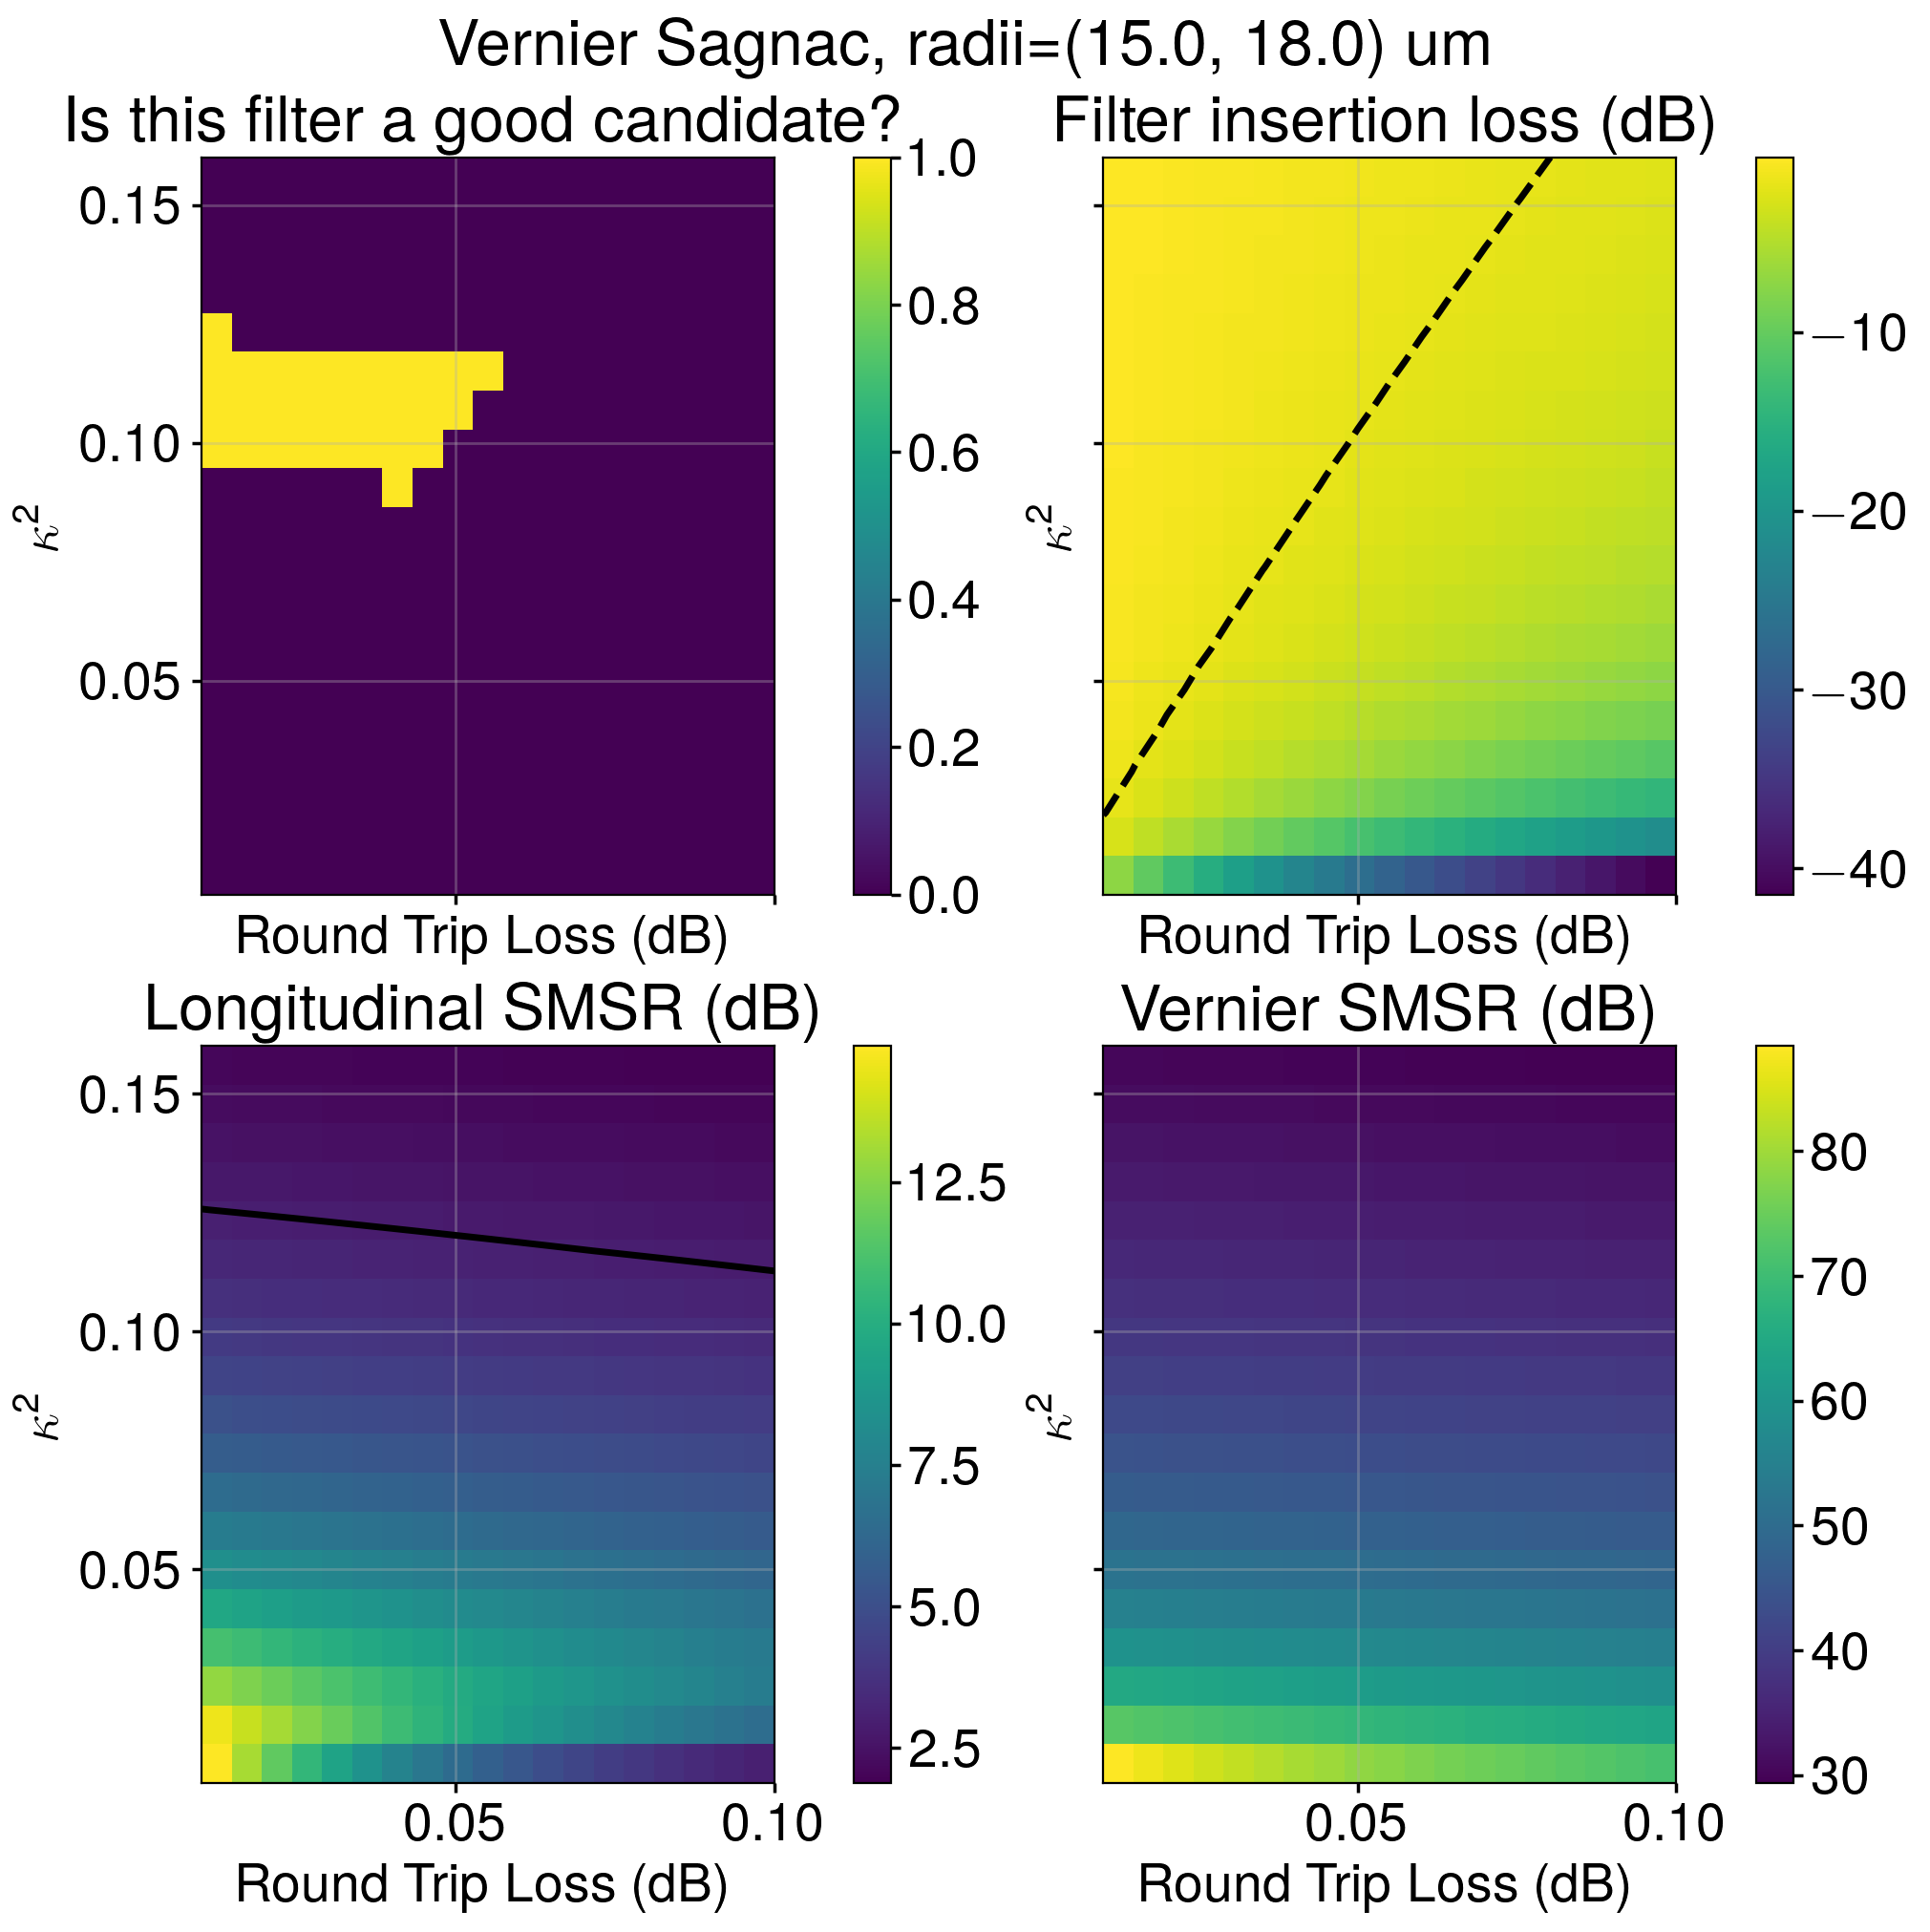 Vernier Sagnac, radii=(15.0, 18.0) um
Is this filter a good candidate?
1.0
0.8
0.6
0.4
0.2
0.0
0.15
0.10
0.05
κ²
Round Trip Loss (dB)
Filter insertion loss (dB)
−10
−20
−30
−40
κ²
Round Trip Loss (dB)
Longitudinal SMSR (dB)
12.5
10.0
7.5
5.0
2.5
0.15
0.10
0.05
κ²
0.05 0.10
Round Trip Loss (dB)
Vernier SMSR (dB)
80
70
60
50
40
30
κ²
0.05 0.10
Round Trip Loss (dB)